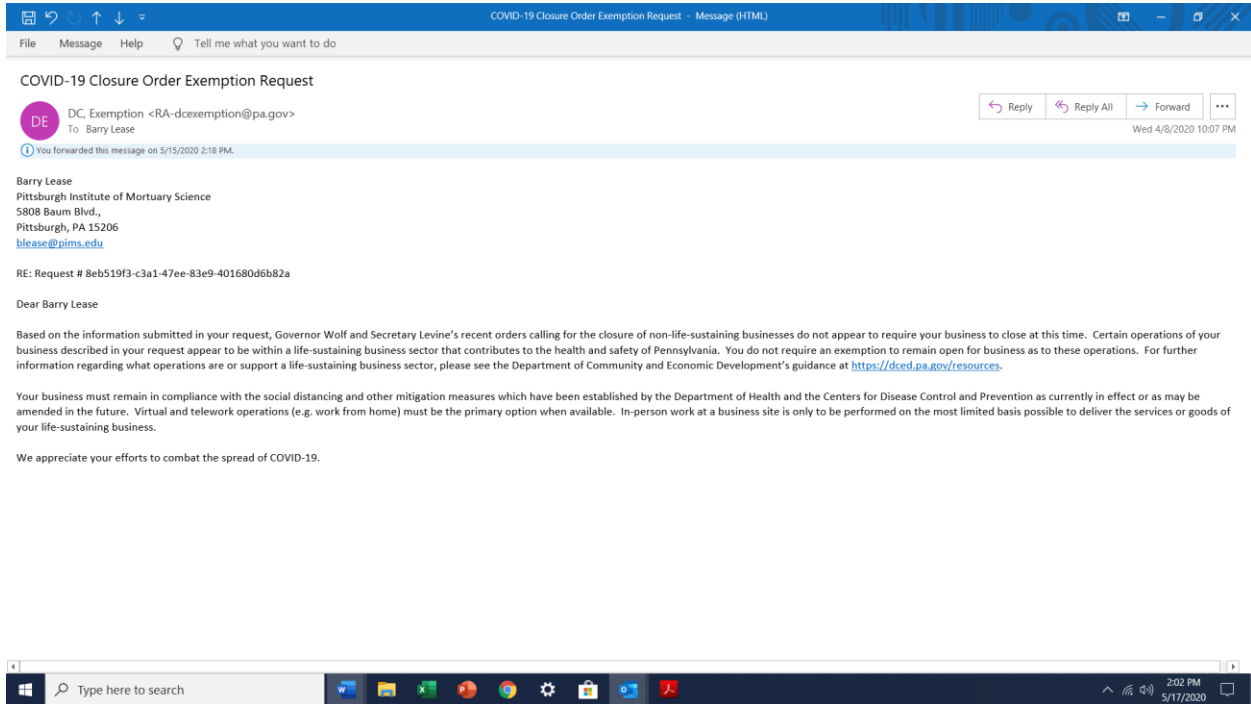 COVID-19 Closure Order Exemption Request - Message (HTML)
File Message Help Tell me what you want to do
COVID-19 Closure Order Exemption Request
DE
DC, Exemption <RA-dcexemption@pa.gov>
To Barry Lease
Reply Reply All Forward
Wed 4/8/2020 10:07 PM
You forwarded this message on 5/15/2020 2:18 PM.
Barry Lease
Pittsburgh Institute of Mortuary Science
5808 Baum Blvd.,
Pittsburgh, PA 15206
blease@pims.edu
RE: Request # 8eb519f3-c3a1-47ee-83e9-401680d6b82a
Dear Barry Lease
Based on the information submitted in your request, Governor Wolf and Secretary Levine's recent orders calling for the closure of non-life-sustaining businesses do not appear to require your business to close at this time. Certain operations of your
business described in your request appear to be within a life-sustaining business sector that contributes to the health and safety of Pennsylvania. You do not require an exemption to remain open for business as to these operations. For further
information regarding what operations are or support a life-sustaining business sector, please see the Department of Community and Economic Development's guidance at https://dced.pa.gov/resources.
Your business must remain in compliance with the social distancing and other mitigation measures which have been established by the Department of Health and the Centers for Disease Control and Prevention as currently in effect or as may be
amended in the future. Virtual and telework operations (e.g. work from home) must be the primary option when available. In-person work at a business site is only to be performed on the most limited basis possible to deliver the services or goods of
your life-sustaining business.
We appreciate your efforts to combat the spread of COVID-19.
Type here to search
2:02 PM
5/17/2020